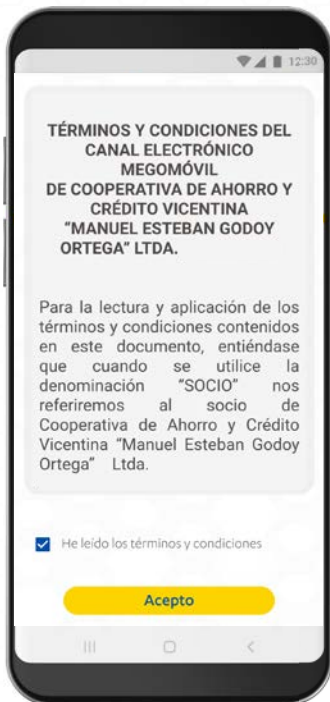 12:30
TÉRMINOS Y CONDICIONES DEL
CANAL ELECTRÓNICO
MEGOMÓVIL
DE COOPERATIVA DE AHORRO Y
CRÉDITO VICENTINA
“MANUEL ESTEBAN GODOY
ORTEGA” LTDA.
Para la lectura y aplicación de los
términos y condiciones contenidos
en este documento, entiéndase
que cuando se utilice la
denominación “SOCIO” nos
referiremos al socio de
Cooperativa de Ahorro y Crédito
Vicentina “Manuel Esteban Godoy
Ortega” Ltda.
He leído los términos y condiciones
Acepto